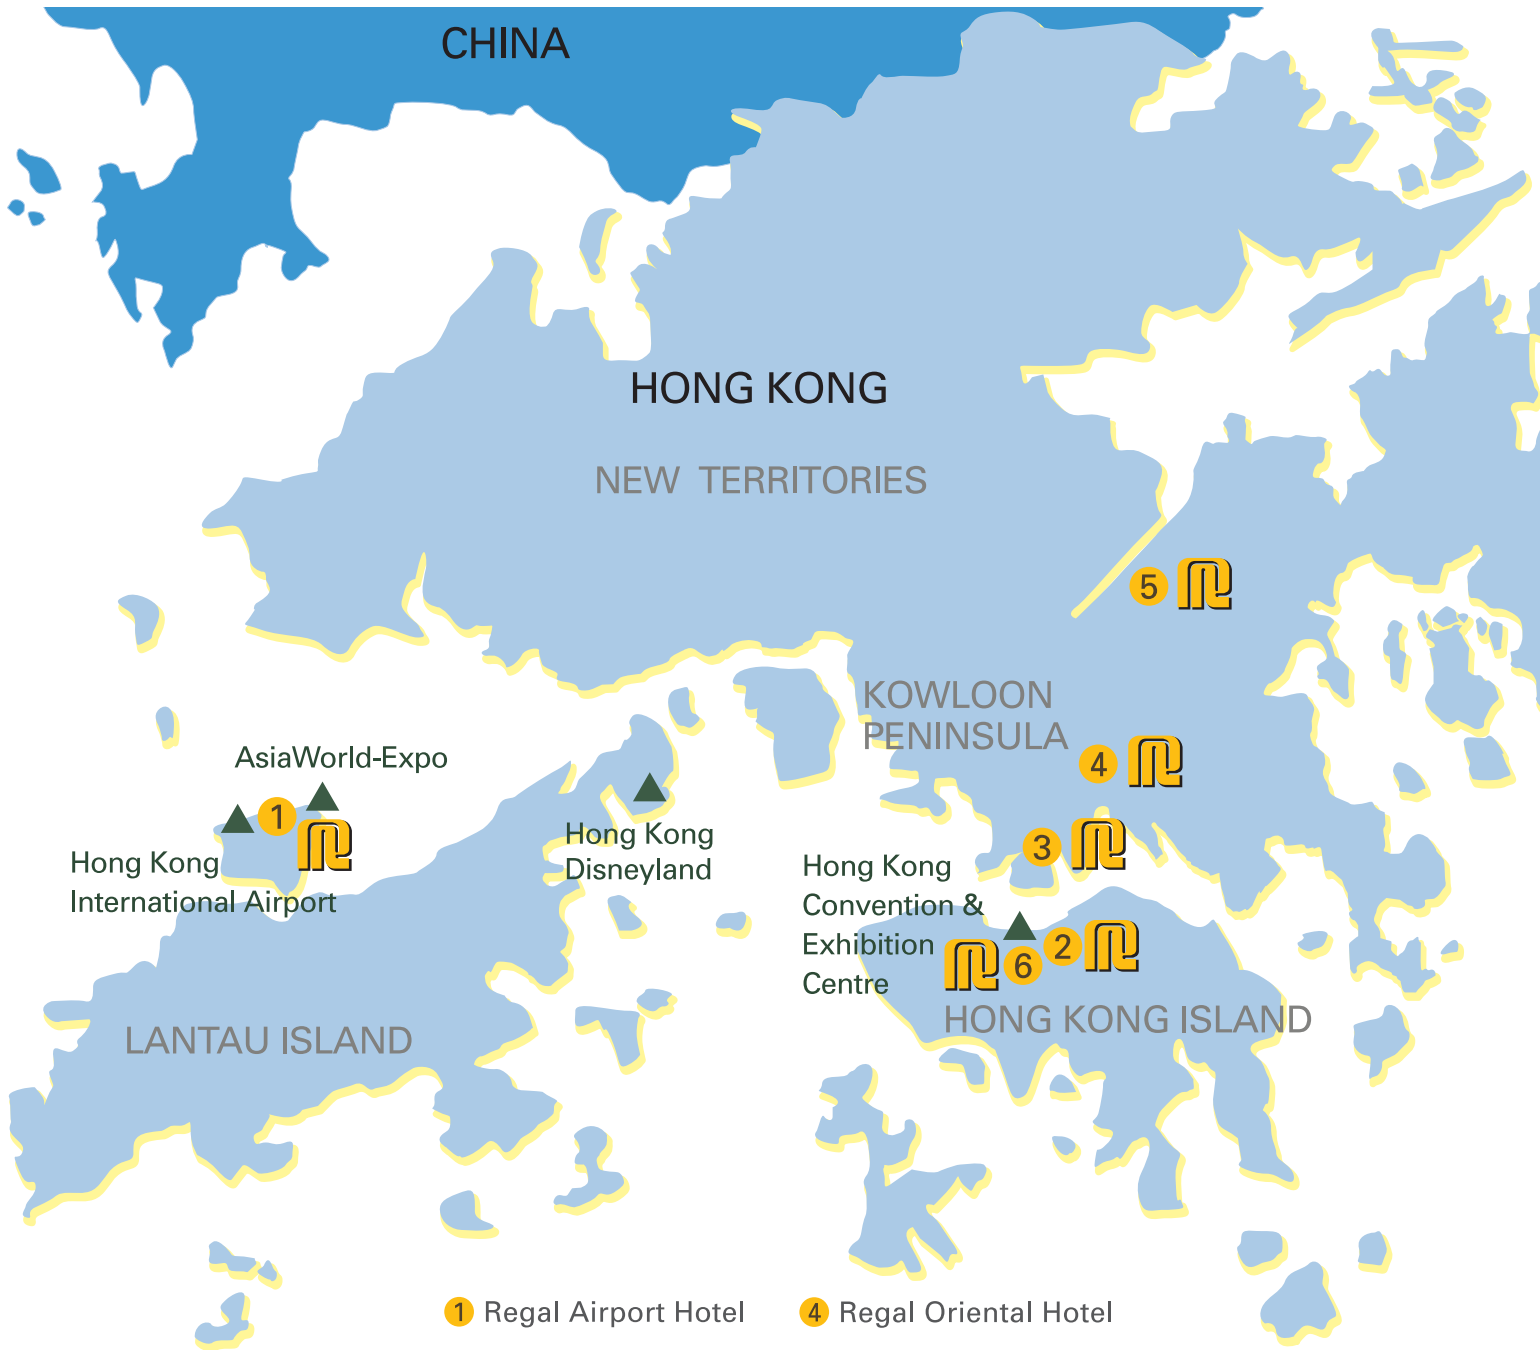 CHINA
HONG KONG
NEW TERRITORIES
5
KOWLOON
PENINSULA
4
AsiaWorld-Expo
1
Hong Kong
International Airport
Hong Kong
Disneyland
3
Hong Kong
Convention &
Exhibition
Centre
2
6
HONG KONG ISLAND
LANTAU ISLAND
1 Regal Airport Hotel
4 Regal Oriental Hotel